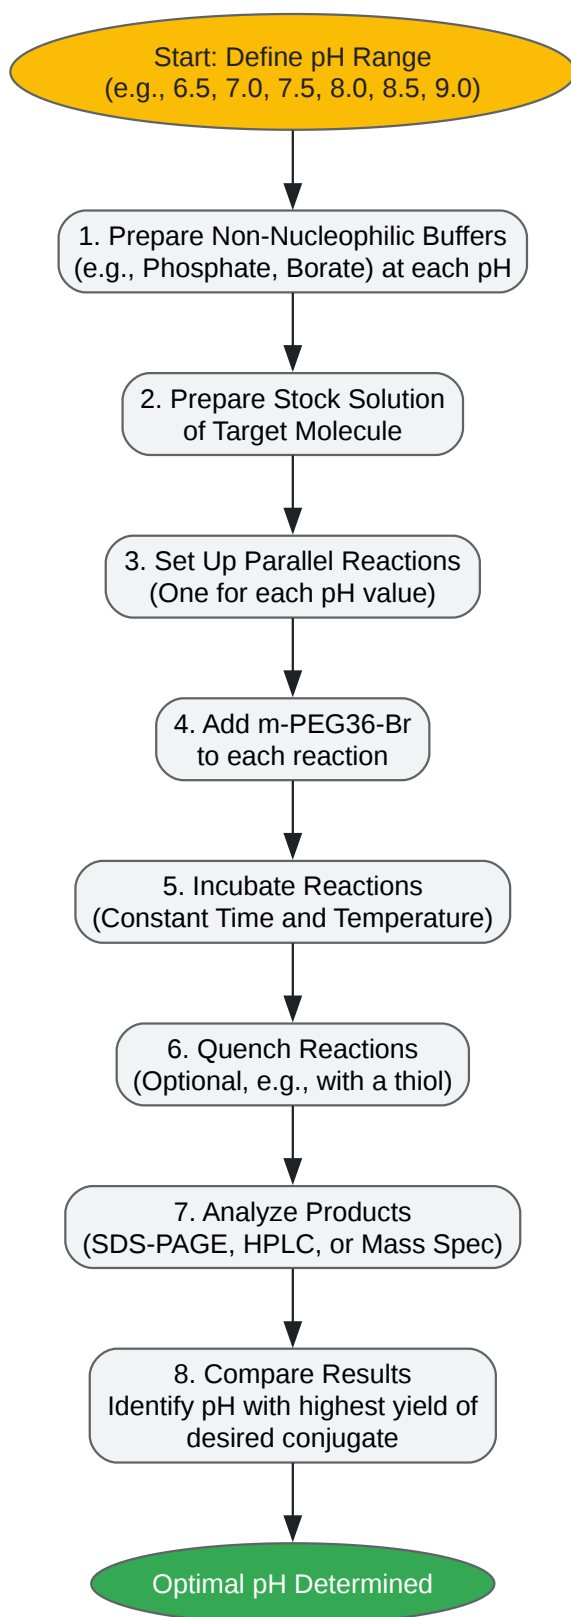 Start: Define pH Range
(e.g., 6.5, 7.0, 7.5, 8.0, 8.5, 9.0)
1. Prepare Non-Nucleophilic Buffers
(e.g., Phosphate, Borate) at each pH
2. Prepare Stock Solution
of Target Molecule
3. Set Up Parallel Reactions
(One for each pH value)
4. Add m-PEG36-Br
to each reaction
5. Incubate Reactions
(Constant Time and Temperature)
6. Quench Reactions
(Optional, e.g., with a thiol)
7. Analyze Products
(SDS-PAGE, HPLC, or Mass Spec)
8. Compare Results
Identify pH with highest yield of
desired conjugate
Optimal pH Determined